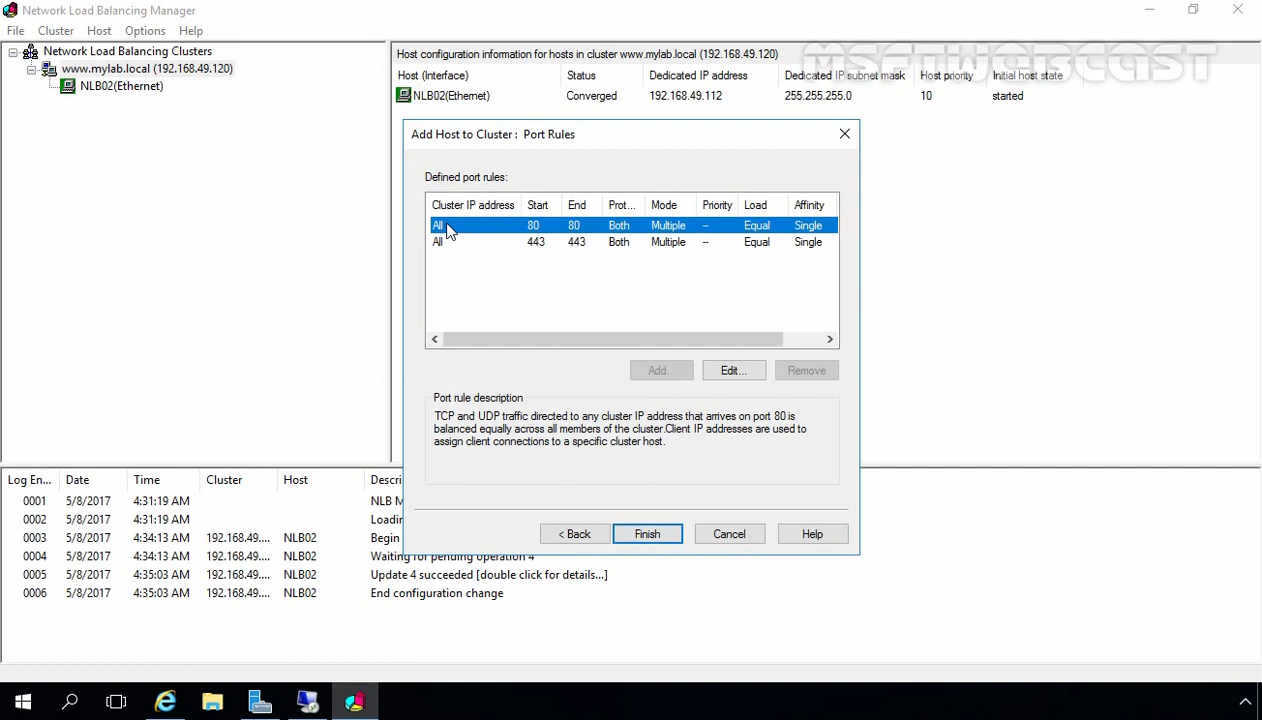 Network Load Balancing Manager
File Cluster Host Options Help
Network Load Balancing Clusters
www.mylab.local (192.168.49.120)
NLB02(Ethernet)
Host configuration information for hosts in cluster www.mylab.local (192.168.49.120)
MSFTWEBCAST
Host (Interface) Status Dedicated IP address Dedicated IP subnet mask Host priority Initial host state
NLB02(Ethernet) Converged 192.168.49.112 255.255.255.0 10 started
Add Host to Cluster : Port Rules
Defined port rules:
Cluster IP address Start End Prot... Mode Priority Load Affinity
All 80 80 Both Multiple -- Equal Single
All 443 443 Both Multiple -- Equal Single
Add... Edit... Remove
Port rule description
TCP and UDP traffic directed to any cluster IP address that arrives on port 80 is
balanced equally across all members of the cluster.Client IP addresses are used to
assign client connections to a specific cluster host.
< Back Finish Cancel Help
Log En... Date Time Cluster Host Descri
0001 5/8/2017 4:31:19 AM NLB M
0002 5/8/2017 4:31:19 AM Loadin
0003 5/8/2017 4:34:13 AM 192.168.49.... NLB02 Begin
0004 5/8/2017 4:34:13 AM 192.168.49.... NLB02 Waiting for pending operation 4
0005 5/8/2017 4:35:03 AM 192.168.49.... NLB02 Update 4 succeeded [double click for details...]
0006 5/8/2017 4:35:03 AM 192.168.49.... NLB02 End configuration change